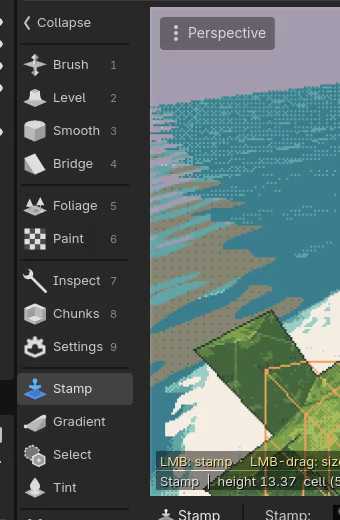 Collapse
Perspective
Brush 1
Level 2
Smooth 3
Bridge 4
Foliage 5
Paint 6
Inspect 7
Chunks 8
Settings 9
Stamp
Gradient
Select
Tint
LMB: stamp · LMB-drag: siz
Stamp | height 13.37 cell (5
Stamp Stamp: